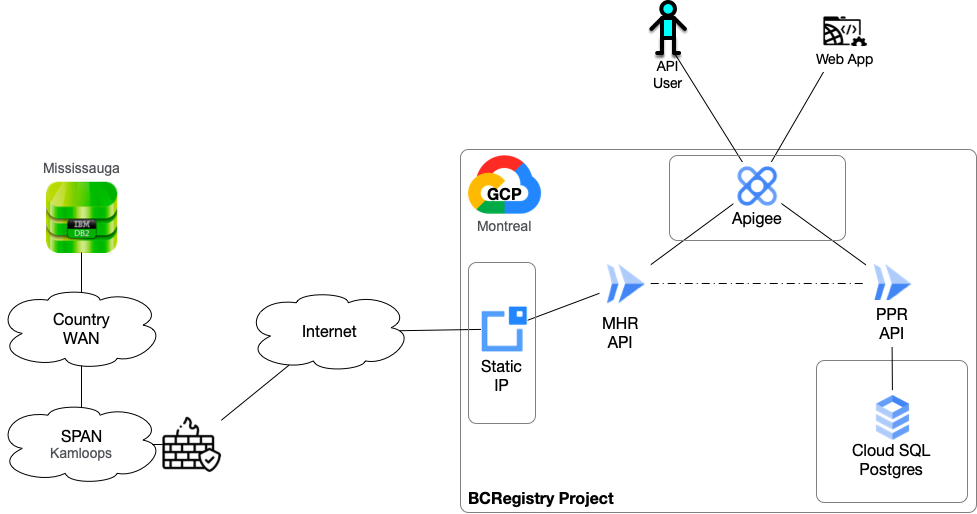 API
User
Web App
Mississauga
IBM
DB2
GCP
Montreal
Apigee
Country
WAN
Internet
Static
IP
MHR
API
PPR
API
SPAN
Kamloops
Cloud SQL
Postgres
BCRegistry Project